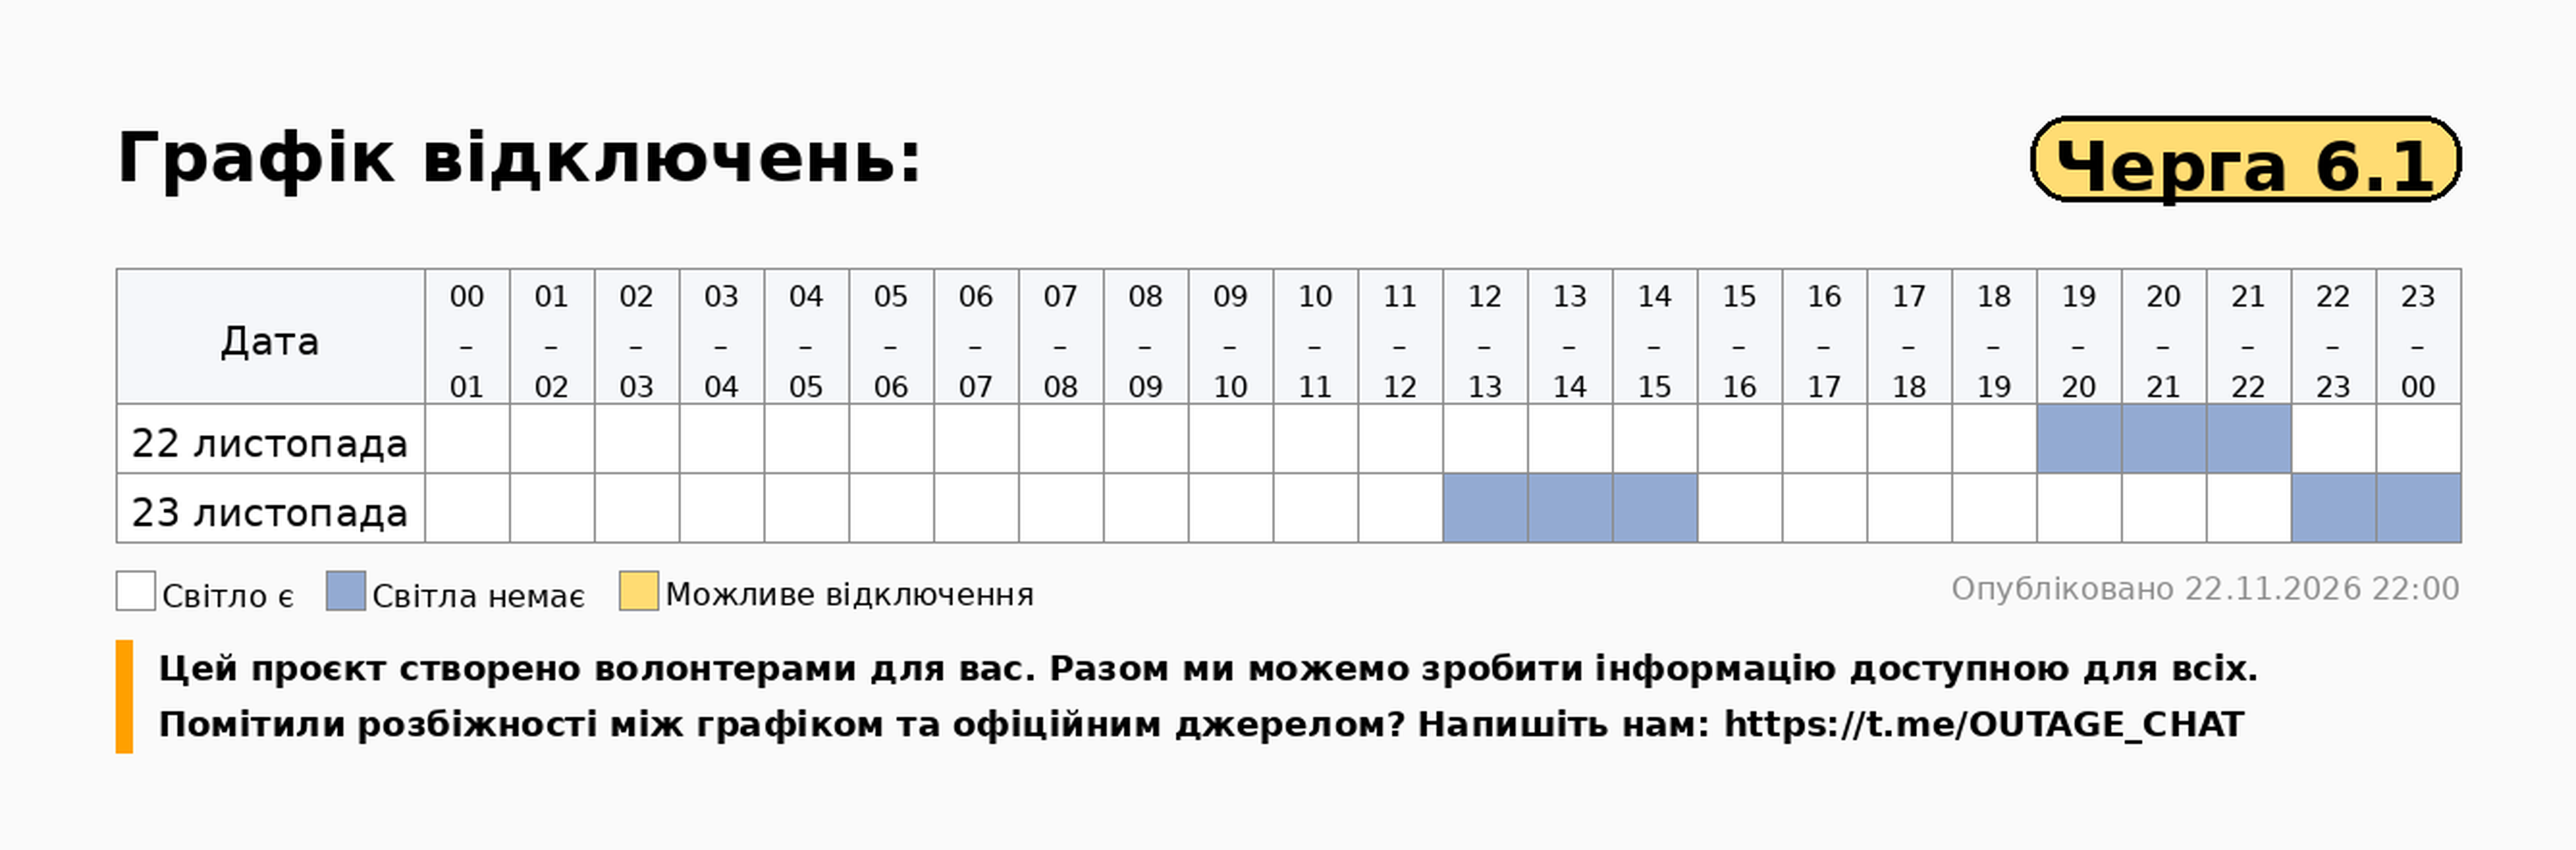 Графік відключень:
Черга 6.1
Дата
00 – 01
01 – 02
02 – 03
03 – 04
04 – 05
05 – 06
06 – 07
07 – 08
08 – 09
09 – 10
10 – 11
11 – 12
12 – 13
13 – 14
14 – 15
15 – 16
16 – 17
17 – 18
18 – 19
19 – 20
20 – 21
21 – 22
22 – 23
23 – 00
22 листопада
23 листопада
Світло є
Світла немає
Можливе відключення
Опубліковано 22.11.2026 22:00
Цей проєкт створено волонтерами для вас. Разом ми можемо зробити інформацію доступною для всіх.
Помітили розбіжності між графіком та офіційним джерелом? Напишіть нам: https://t.me/OUTAGE_CHAT